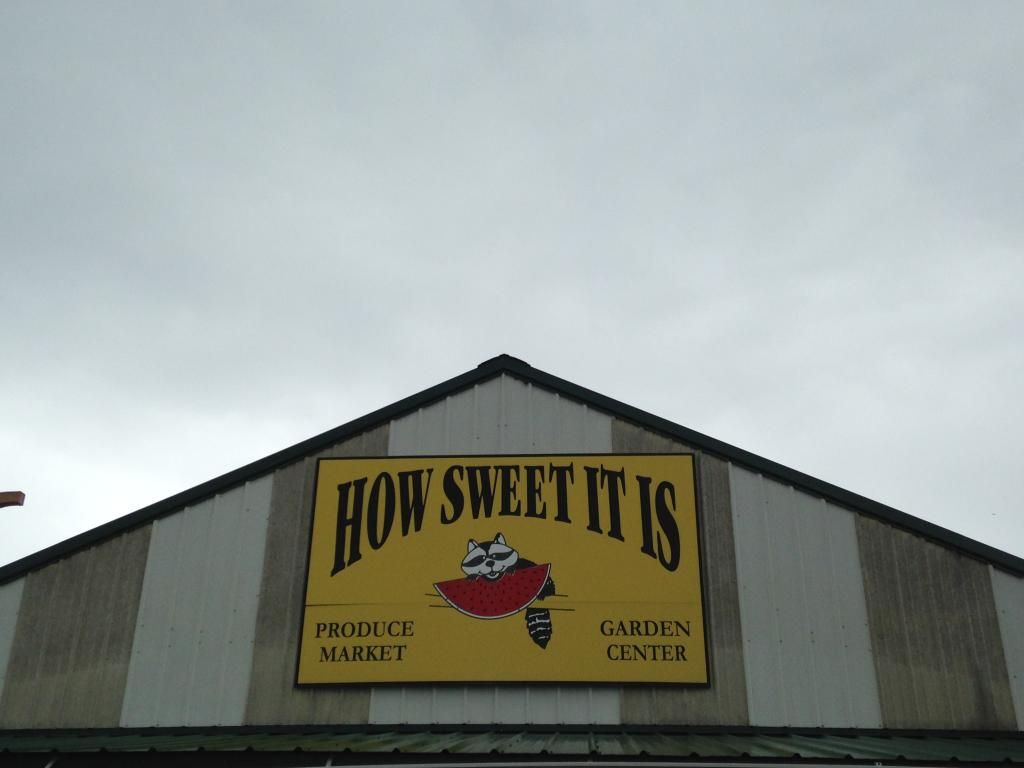 HOW SWEET IT IS
PRODUCE
MARKET
GARDEN
CENTER